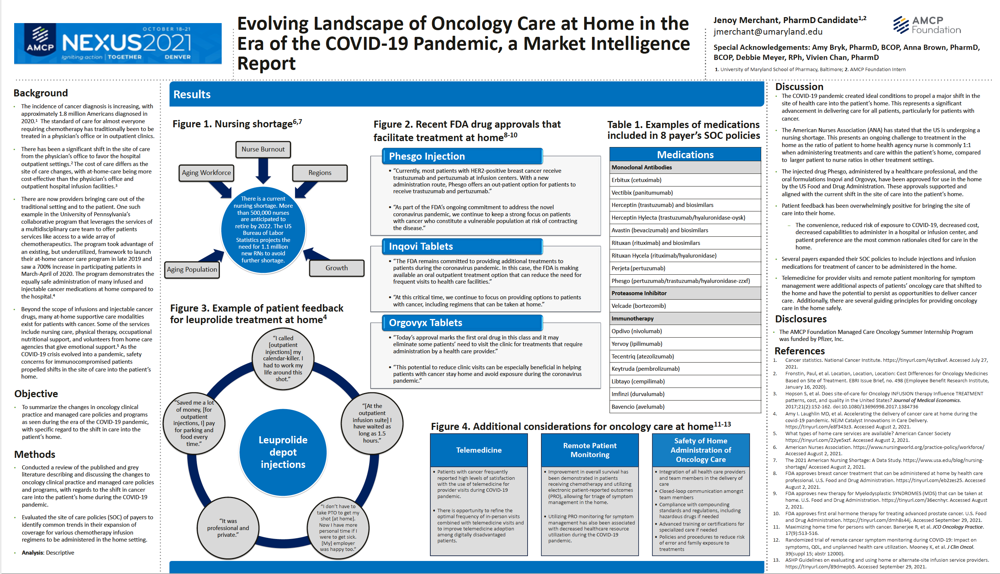 OCTOBER 18-21
AMCP
NEXUS2021
Igniting action | TOGETHER DENVER
Evolving Landscape of Oncology Care at Home in the
Era of the COVID-19 Pandemic, a Market Intelligence
Report
Jenoy Merchant, PharmD Candidate1,2
jmerchant@umaryland.edu
AMCP
Foundation
Special Acknowledgements: Amy Bryk, PharmD, BCOP, Anna Brown, PharmD,
BCOP, Debbie Meyer, RPh, Vivien Chan, PharmD
1. University of Maryland School of Pharmacy, Baltimore; 2. AMCP Foundation Intern
Background
• The incidence of cancer diagnosis is increasing, with
approximately 1.8 million Americans diagnosed in
2020.1 The standard of care for almost everyone
requiring chemotherapy has traditionally been to be
treated in a physician’s office or in outpatient clinics.
• There has been a significant shift in the site of care
from the physician’s office to favor the hospital
outpatient settings.2 The cost of care differs as the
site of care changes, with at-home-care being more
cost-effective than the physician’s office and
outpatient hospital infusion facilities.3
• There are now providers bringing care out of the
traditional setting and to the patient. One such
example in the University of Pennsylvania’s
collaborative program that leverages the services of
a multidisciplinary care team to offer patients
services like access to a wide array of
chemotherapeutics. The program took advantage of
an existing, but underutilized, framework to launch
their at-home cancer care program in late 2019 and
saw a 700% increase in participating patients in
March-April of 2020. The program demonstrates the
equally safe administration of many infused and
injectable cancer medications at home compared to
the hospital.4
• Beyond the scope of infusions and injectable cancer
drugs, many at-home supportive care modalities
exist for patients with cancer. Some of the services
include nursing care, physical therapy, occupational
nutritional support, and volunteers from home care
agencies that give emotional support.5 As the
COVID-19 crisis evolved into a pandemic, safety
concerns for immunocompromised patients
propelled shifts in the site of care into the patient’s
home.
Objective
• To summarize the changes in oncology clinical
practice and managed care policies and programs
as seen during the era of the COVID-19 pandemic,
with specific regard to the shift in care into the
patient’s home.
Methods
• Conducted a review of the published and grey
literature describing and discussing the changes to
oncology clinical practice and managed care policies
and programs, with regards to the shift in cancer
care into the patient’s home during the COVID-19
pandemic.
• Evaluated the site of care policies (SOC) of payers to
identify common trends in their expansion of
coverage for various chemotherapy infusion
regimens to be administered in the home setting.
• Analysis: Descriptive
Results
Figure 1. Nursing shortage6,7
Nurse Burnout
Aging Workforce
Regions
There is a current
nursing shortage. More
than 500,000 nurses
are anticipated to
retire by 2022. The US
Bureau of Labor
Statistics projects the
need for 1.1 million
new RNs to avoid
further shortage.
Aging Population
Growth
Figure 3. Example of patient feedback
for leuprolide treatment at home4
“I called
[outpatient
injections] my
calendar-killer. I
had to work my
life around this
shot.”
“Saved me a lot
of money, [for
outpatient
injections, I] pay
for parking and
food every
time.”
“[At the
outpatient
infusion suite] I
have waited as
long as 1.5
hours.”
Leuprolide
depot
injections
“It was
professional and
private.”
“I don’t have to
take PTO to get my
shot [at home].
Now I have more
personal time if I
were to get sick.
[My] employer
was happy too.”
Figure 2. Recent FDA drug approvals that
facilitate treatment at home8-10
Phesgo Injection
• “Currently, most patients with HER2-positive breast cancer receive
trastuzumab and pertuzumab at infusion centers. With a new
administration route, Phesgo offers an out-patient option for patients to
receive trastuzumab and pertuzumab.”
• “As part of the FDA’s ongoing commitment to address the novel
coronavirus pandemic, we continue to keep a strong focus on patients
with cancer who constitute a vulnerable population at risk of contracting
the disease.“
Inqovi Tablets
• “The FDA remains committed to providing additional treatments to
patients during the coronavirus pandemic. In this case, the FDA is making
available an oral outpatient treatment option that can reduce the need for
frequent visits to health care facilities.”
• “At this critical time, we continue to focus on providing options to patients
with cancer, including regimens that can be taken at home.”
Orgovyx Tablets
• “Today’s approval marks the first oral drug in this class and it may
eliminate some patients’ need to visit the clinic for treatments that require
administration by a health care provider.”
• “This potential to reduce clinic visits can be especially beneficial in helping
patients with cancer stay home and avoid exposure during the coronavirus
pandemic.”
Table 1. Examples of medications
included in 8 payer’s SOC policies
Medications
Monoclonal Antibodies
Erbitux (cetuximab)
Vectibix (panitumumab)
Herceptin (trastuzumab) and biosimilars
Herceptin Hylecta (trastuzumab/hyaluronidase-oysk)
Avastin (bevacizumab) and biosimilars
Rituxan (rituximab) and biosimilars
Rituxan Hycela (rituximab/hyaluronidase)
Perjeta (pertuzumab)
Phesgo (pertuzumab/trastuzumab/hyaluronidase-zzxf)
Proteasome Inhibitor
Velcade (bortezomib)
Immunotherapy
Opdivo (nivolumab)
Yervoy (ipilimumab)
Tecentriq (atezolizumab)
Keytruda (pembrolizumab)
Libtayo (cempilimab)
Imfinzi (durvalumab)
Bavencio (avelumab)
Figure 4. Additional considerations for oncology care at home11-13
Telemedicine
• Patients with cancer frequently
reported high levels of satisfaction
with the use of telemedicine for
provider visits during COVID-19
pandemic.
• There is opportunity to refine the
optimal frequency of in-person visits
combined with telemedicine visits and
to improve telemedicine adoption
among digitally disadvantaged
patients.
Remote Patient
Monitoring
• Improvement in overall survival has
been demonstrated in patients
receiving chemotherapy and utilizing
electronic patient-reported outcomes
(PRO), allowing for triage of symptom
management in the home.
• Utilizing PRO monitoring for symptom
management has also been associated
with decreased healthcare resource
utilization during the COVID-19
pandemic.
Safety of Home
Administration of
Oncology Care
• Integration of all health care providers
and team members in the delivery of
care
• Closed-loop communication amongst
team members
• Compliance with compounding
standards and regulations, including
hazardous drugs if needed
• Advanced training or certifications for
specialized care if needed
• Policies and procedures to reduce risk
of error and family exposure to
treatments
Discussion
• The COVID-19 pandemic created ideal conditions to propel a major shift in the
site of health care into the patient’s home. This represents a significant
advancement in delivering care for all patients, particularly for patients with
cancer.
• The American Nurses Association (ANA) has stated that the US is undergoing a
nursing shortage. This presents an ongoing challenge to treatment in the
home as the ratio of patient to home health agency nurse is commonly 1:1
when administering treatments and care within the patient’s home, compared
to larger patient to nurse ratios in other treatment settings.
• The injected drug Phesgo, administered by a healthcare professional, and the
oral formulations Inqovi and Orgovyx, have been approved for use in the home
by the US Food and Drug Administration. These approvals supported and
aligned with the current shift in the site of care into the patient’s home.
• Patient feedback has been overwhelmingly positive for bringing the site of
care into their home.
– The convenience, reduced risk of exposure to COVID-19, decreased cost,
decreased capabilities to administer in a hospital or infusion center, and
patient preference are the most common rationales cited for care in the
home.
• Several payers expanded their SOC policies to include injections and infusion
medications for treatment of cancer to be administered in the home.
• Telemedicine for provider visits and remote patient monitoring for symptom
management were additional aspects of patients’ oncology care that shifted to
the home and have the potential to persist as opportunities to deliver cancer
care. Additionally, there are several guiding principles for providing oncology
care in the home safely.
Disclosures
• The AMCP Foundation Managed Care Oncology Summer Internship Program
was funded by Pfizer, Inc.
References
1. Cancer statistics. National Cancer Institute. https://tinyurl.com/4ytz8vaf. Accessed July 27,
2021.
2. Fronstin, Paul, et al. Location, Location, Location: Cost Differences for Oncology Medicines
Based on Site of Treatment. EBRI Issue Brief, no. 498 (Employee Benefit Research Institute,
January 16, 2020).
3. Hopson S, et al. Does site-of-care for Oncology INFUSION therapy Influence TREATMENT
patterns, cost, and quality in the United States? Journal of Medical Economics.
2017;21(2):152-162. doi:10.1080/13696998.2017.1384736
4. Amy I. Laughlin MD, et al. Accelerating the delivery of cancer care at home during the
covid-19 pandemic. NEJM Catalyst Innovations in Care Delivery.
https://tinyurl.com/e8f343z3. Accessed August 2, 2021.
5. What types of home care services are available? American Cancer Society
https://tinyurl.com/22ye5xzf. Accessed August 2, 2021.
6. American Nurses Association. https://www.nursingworld.org/practice-policy/workforce/
Accessed August 2, 2021.
7. The 2021 American Nursing Shortage: A Data Study. https://www.usa.edu/blog/nursing-
shortage/ Accessed August 2, 2021.
8. FDA approves breast cancer treatment that can be administered at home by health care
professional. U.S. Food and Drug Administration. https://tinyurl.com/eb2zes25. Accessed
August 2, 2021.
9. FDA approves new therapy for Myelodysplastic SYNDROMES (MDS) that can be taken at
home. U.S. Food and Drug Administration. https://tinyurl.com/36ecnhyr. Accessed August
2, 2021.
10. FDA approves first oral hormone therapy for treating advanced prostate cancer. U.S. Food
and Drug Administration. https://tinyurl.com/dmh8s44j. Accessed September 29, 2021.
11. Maximizing home time for persons with cancer. Banerjee R, et al. JCO Oncology Practice.
17(9):513-516.
12. Randomized trial of remote cancer symptom monitoring during COVID-19: Impact on
symptoms, Q0L, and unplanned health care utilization. Mooney K, et al. J Clin Oncol.
39(suppl 15; abstr 12000).
13. ASHP Guidelines on evaluating and using home or alternate-site infusion service providers.
https://tinyurl.com/89dmepb5. Accessed September 29, 2021.